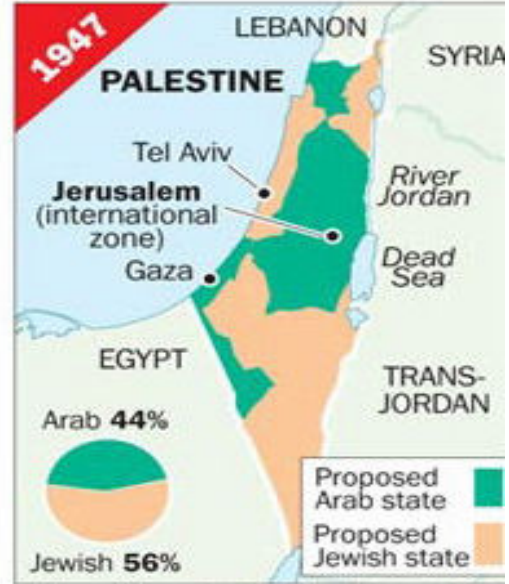 1947
LEBANON
SYRIA
PALESTINE
Tel Aviv
Jerusalem
(international
zone)
River
Jordan
Gaza
Dead
Sea
EGYPT
TRANS-
JORDAN
Arab 44%
Jewish 56%
Proposed
Arab state
Proposed
Jewish state